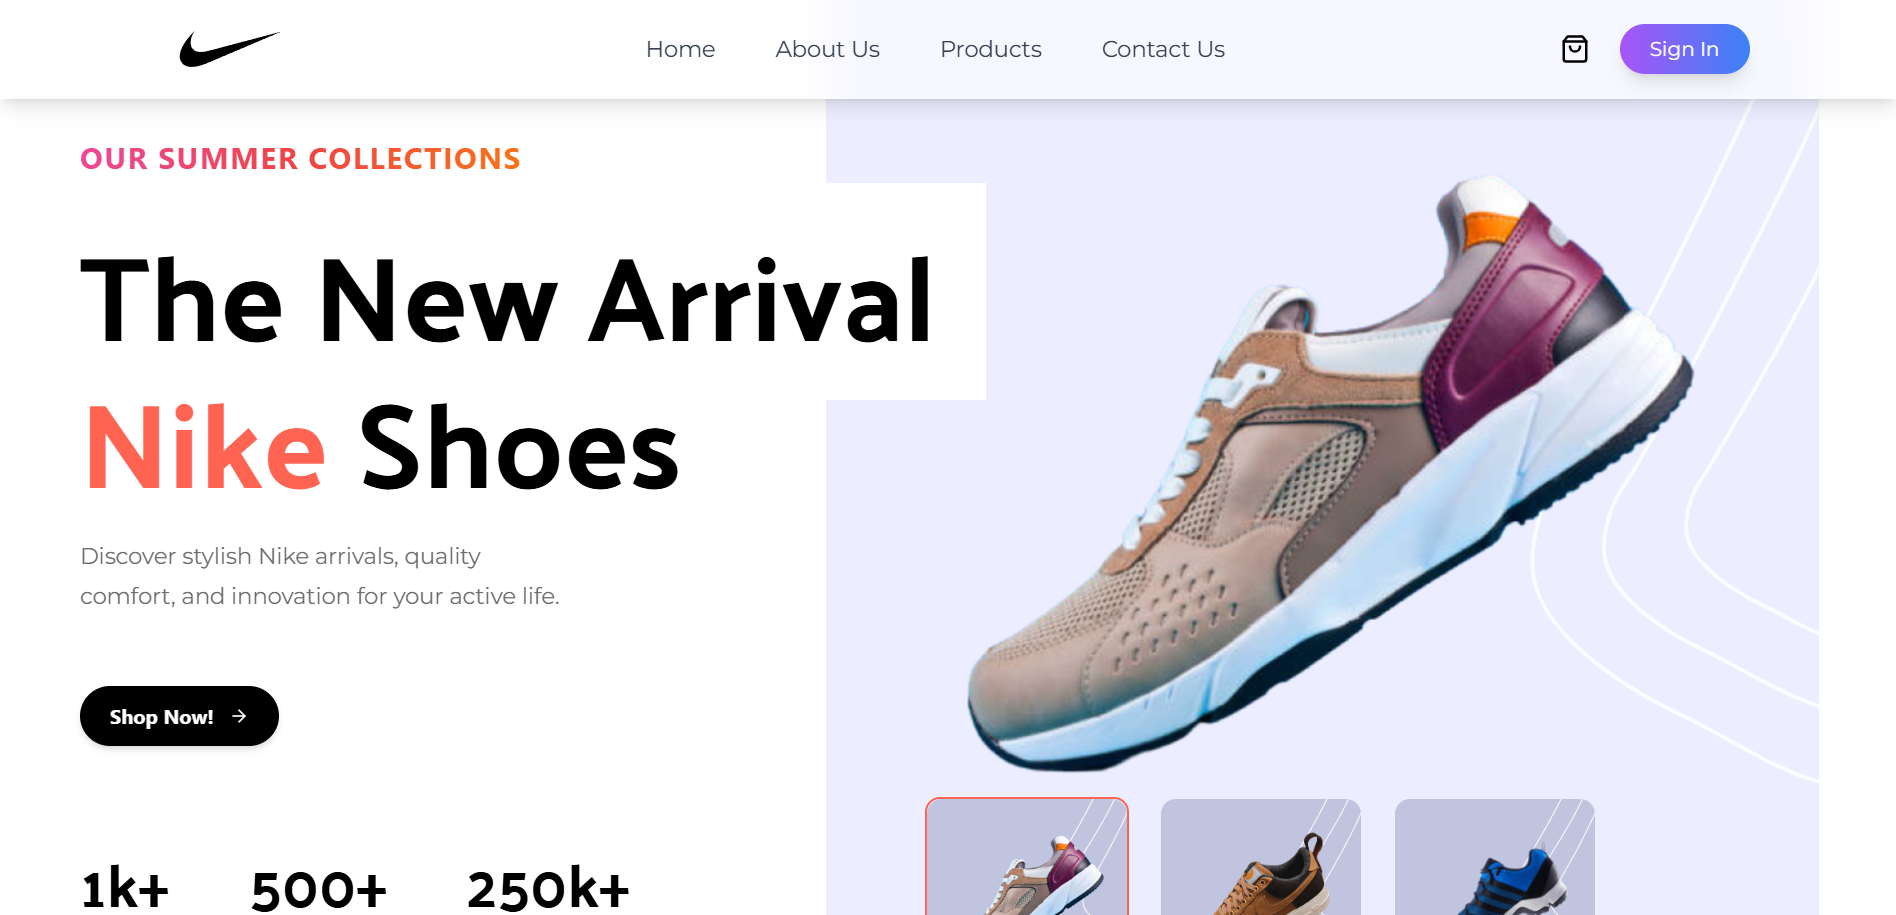 Home
About Us
Products
Contact Us
Sign In
OUR SUMMER COLLECTIONS
The New Arrival
Nike Shoes
Discover stylish Nike arrivals, quality
comfort, and innovation for your active life.
Shop Now!
1k+
500+
250k+